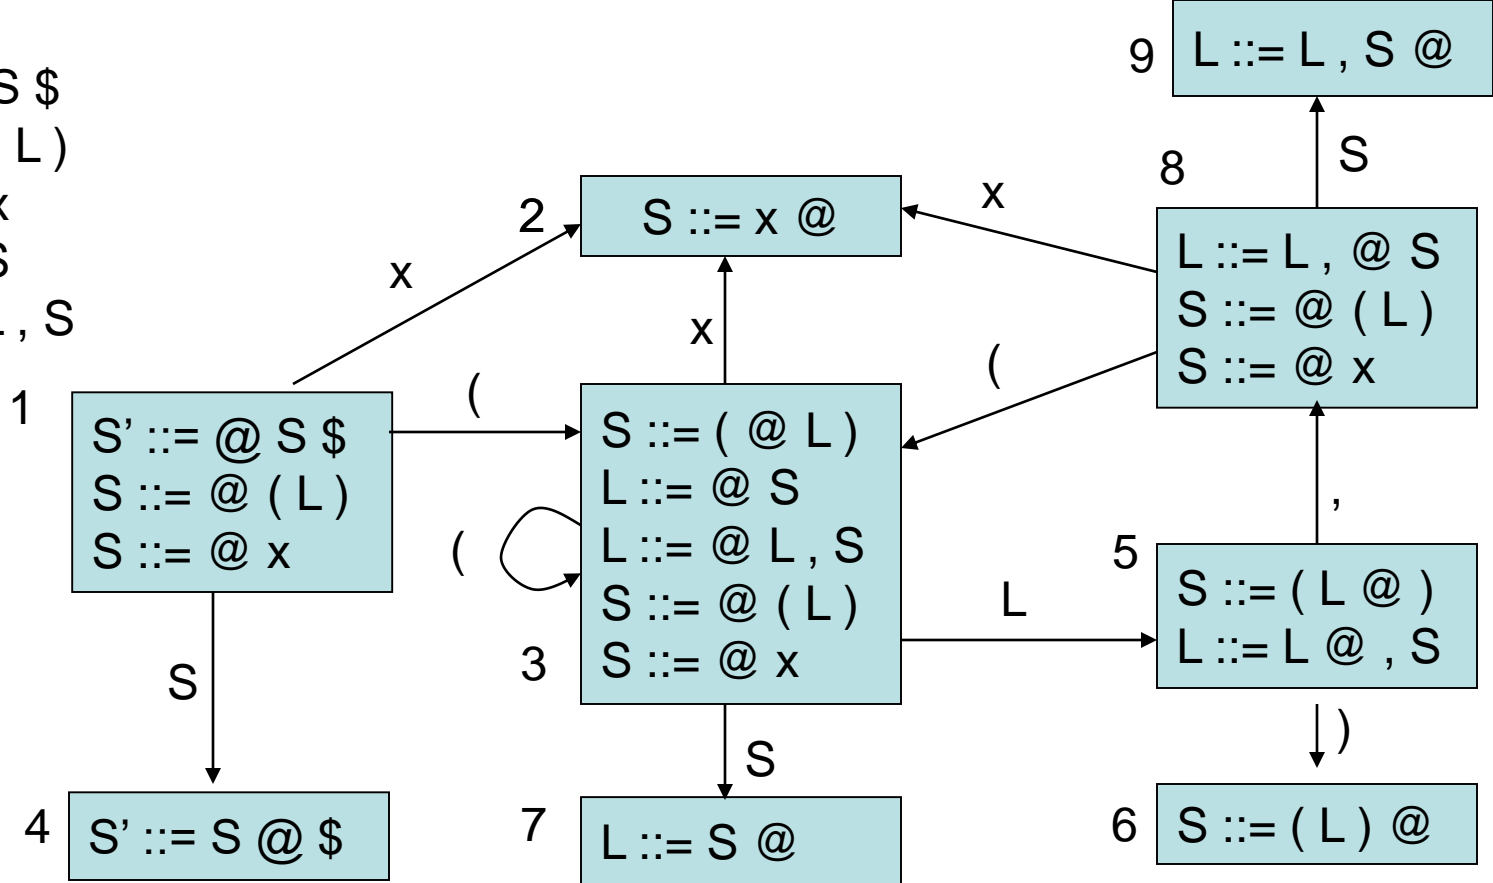 S $
L )
x
S
L , S
9
L ::= L , S @
S
8
2
S ::= x @
x
L ::= L , @ S
S ::= @ ( L )
S ::= @ x
x
x
(
(
1
S’ ::= @ S $
S ::= @ ( L )
S ::= @ x
S ::= ( @ L )
L ::= @ S
L ::= @ L , S
S ::= @ ( L )
S ::= @ x
(
3
,
5
S ::= ( L @ )
L ::= L @ , S
L
S
S
)
4
S’ ::= S @ $
7
L ::= S @
6
S ::= ( L ) @